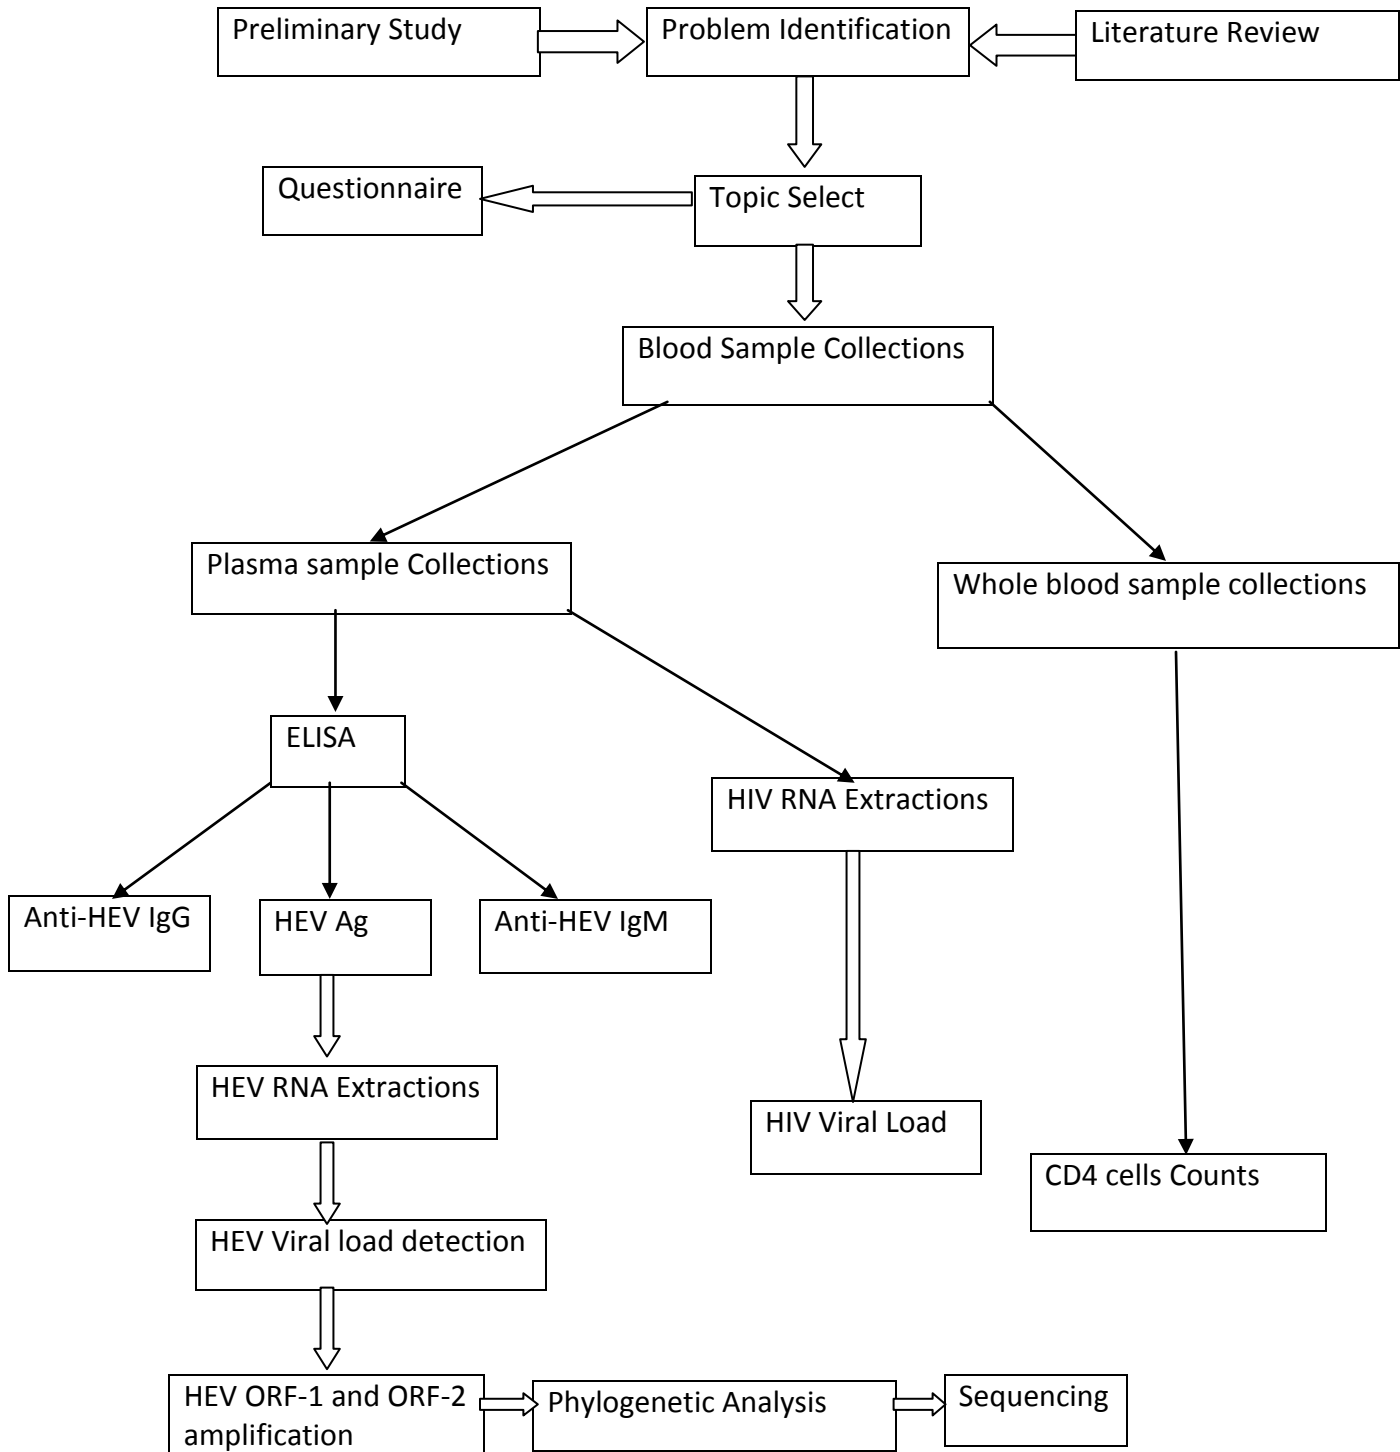 Preliminary Study
Problem Identification
Literature Review
Questionnaire
Topic Select
Blood Sample Collections
Plasma sample Collections
Whole blood sample collections
ELISA
HIV RNA Extractions
Anti-HEV IgG
HEV Ag
Anti-HEV IgM
HEV RNA Extractions
HIV Viral Load
CD4 cells Counts
HEV Viral load detection
HEV ORF-1 and ORF-2
amplification
Phylogenetic Analysis
Sequencing